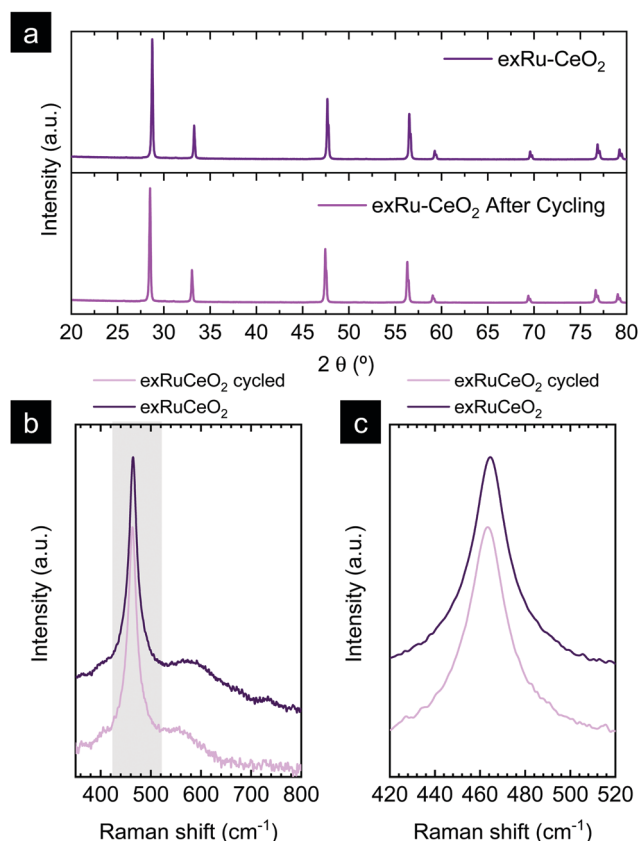 a
exRu-CeO₂
exRu-CeO₂ After Cycling
Intensity (a.u.)
20 25 30 35 40 45 50 55 60 65 70 75 80
2 θ (º)
exRuCeO₂ cycled
exRuCeO₂
b
Intensity (a.u.)
400 500 600 700 800
Raman shift (cm⁻¹)
exRuCeO₂ cycled
exRuCeO₂
c
Intensity (a.u.)
420 440 460 480 500 520
Raman shift (cm⁻¹)